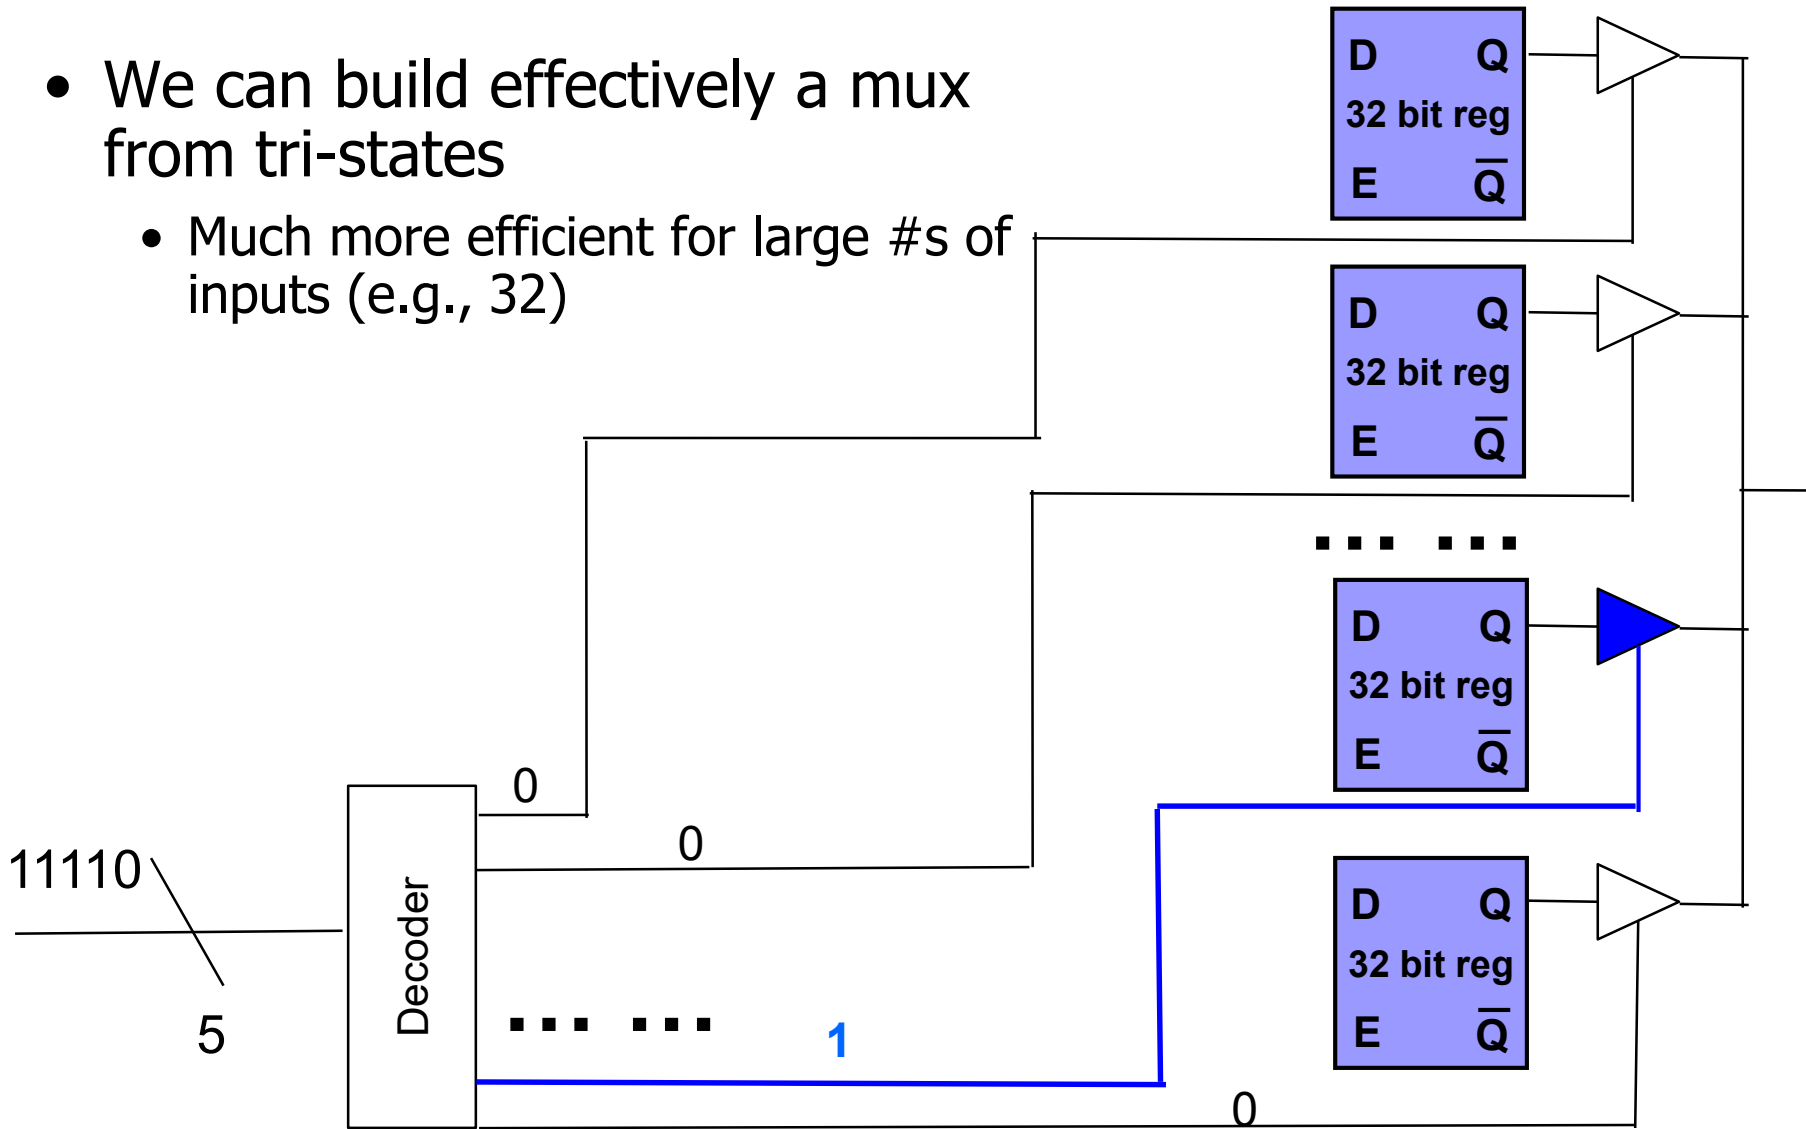 • We can build effectively a mux
from tri-states
• Much more efficient for large #s of
inputs (e.g., 32)
D Q
32 bit reg
E Q̅
D Q
32 bit reg
E Q̅
... ...
D Q
32 bit reg
E Q̅
D Q
32 bit reg
E Q̅
0
0
11110
5
Decoder
... ...
1
0